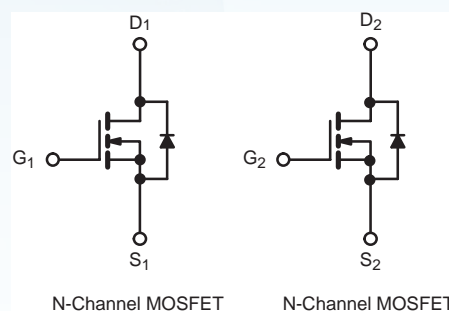 D1 D2
G1 G2
S1 S2
N-Channel MOSFET N-Channel MOSFET